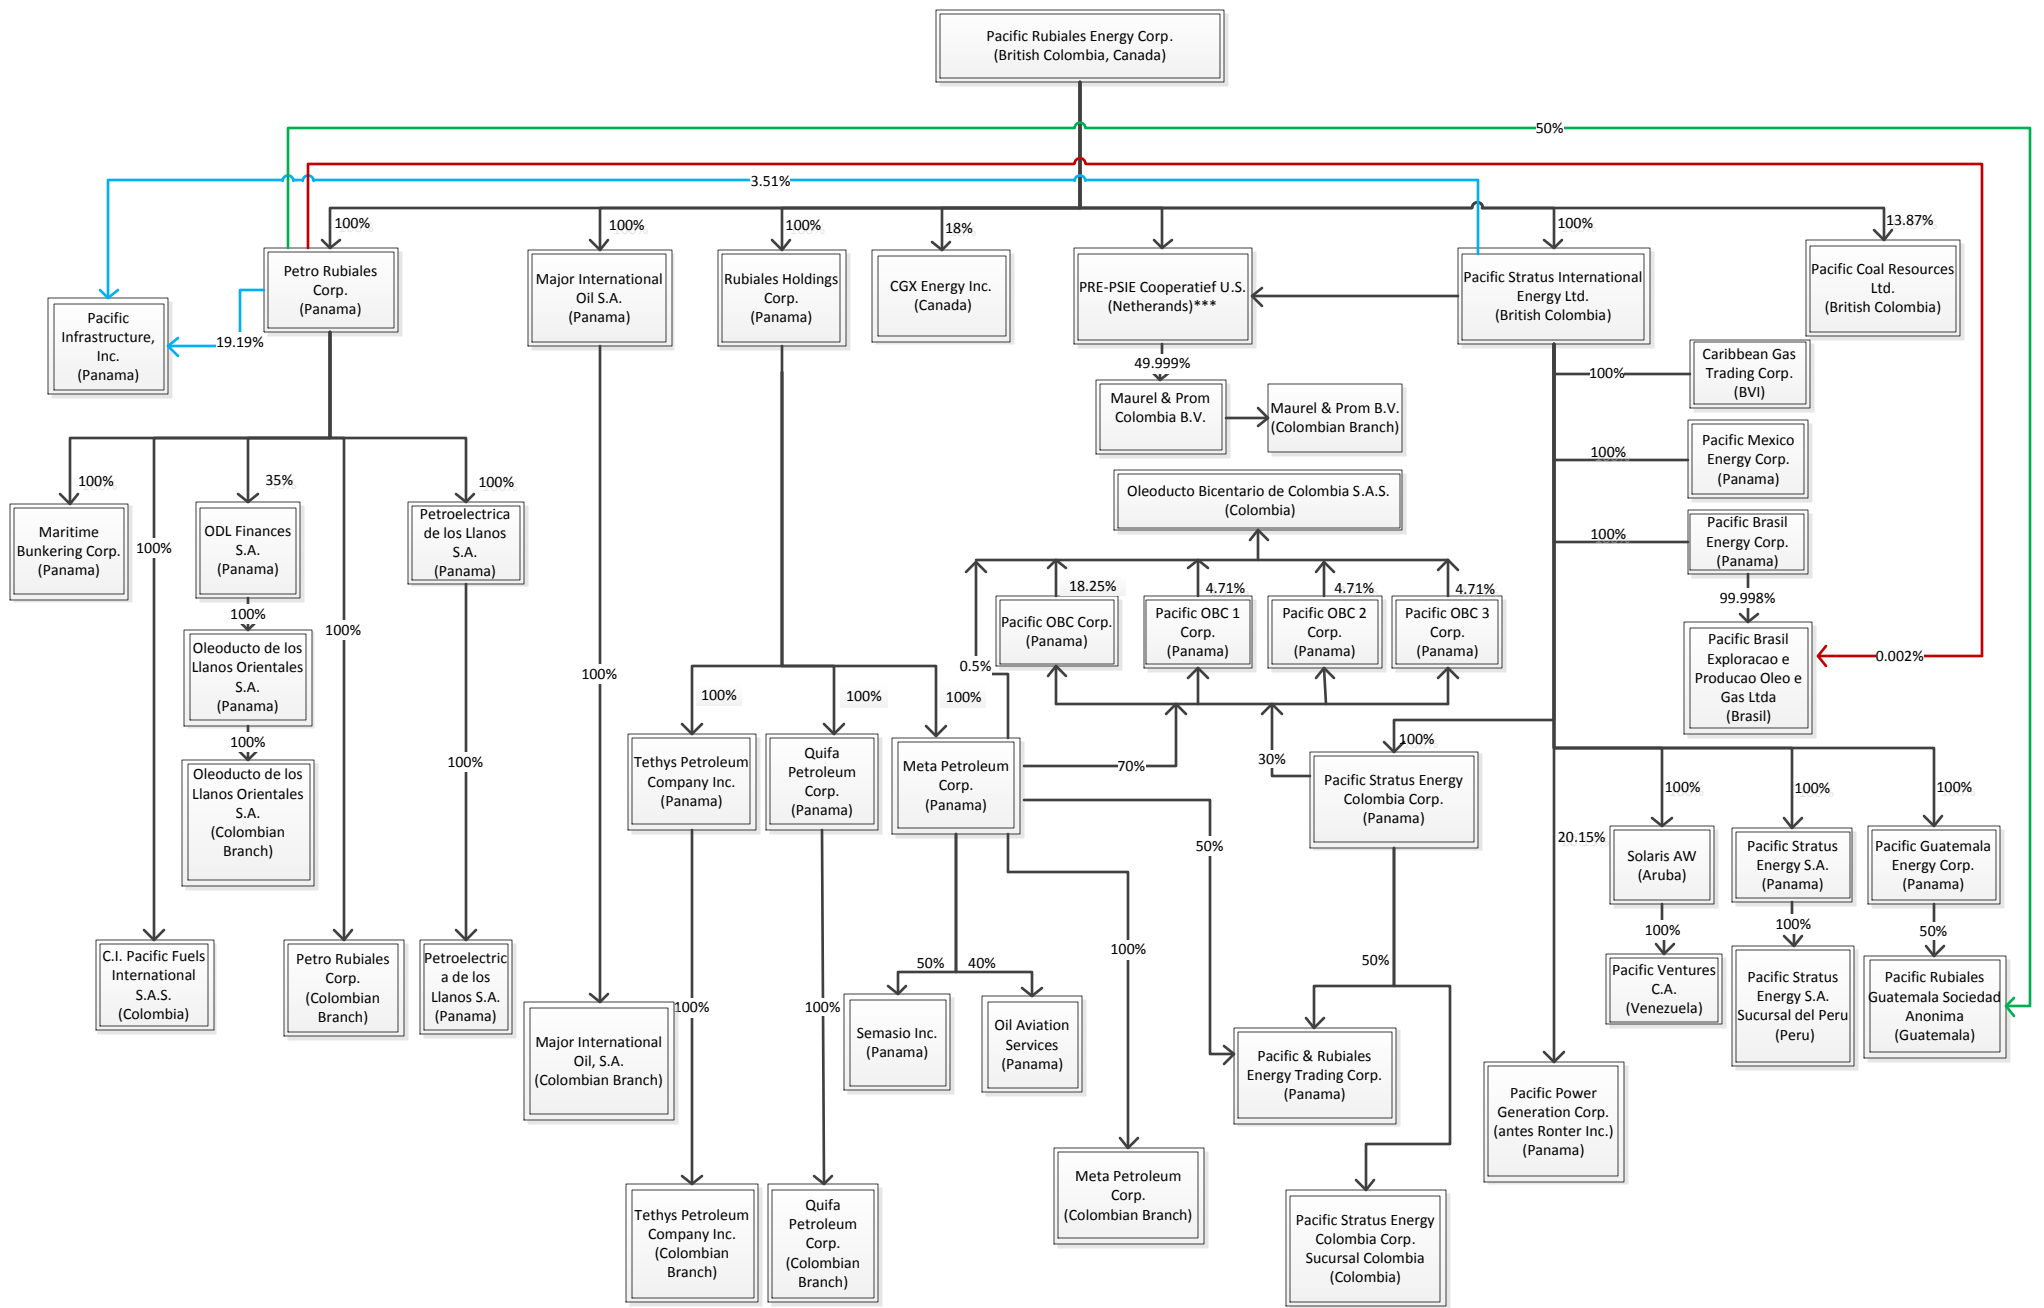 Pacific Rubiales Energy Corp.
(British Colombia, Canada)
50%
3.51%
100%
100%
100%
18%
100%
13.87%
Petro Rubiales
Corp.
(Panama)
Major International
Oil S.A.
(Panama)
Rubiales Holdings
Corp.
(Panama)
CGX Energy Inc.
(Canada)
PRE-PSIE Cooperatief U.S.
(Netherands)***
Pacific Stratus International
Energy Ltd.
(British Colombia)
Pacific Coal Resources
Ltd.
(British Colombia)
Pacific
Infrastructure,
Inc.
(Panama)
19.19%
49.999%
Maurel & Prom
Colombia B.V.
Maurel & Prom B.V.
(Colombian Branch)
100%
Caribbean Gas
Trading Corp.
(BVI)
100%
Pacific Mexico
Energy Corp.
(Panama)
100%
Pacific Brasil
Energy Corp.
(Panama)
99.998%
Pacific Brasil
Exploracao e
Producao Oleo e
Gas Ltda
(Brasil)
0.002%
100%
100%
35%
100%
100%
Maritime
Bunkering Corp.
(Panama)
ODL Finances
S.A.
(Panama)
Petroelectrica
de los Llanos
S.A.
(Panama)
100%
Oleoducto de los
Llanos Orientales
S.A.
(Panama)
100%
Oleoducto de los
Llanos Orientales
S.A.
(Colombian
Branch)
100%
C.I. Pacific Fuels
International
S.A.S.
(Colombia)
Petro Rubiales
Corp.
(Colombian
Branch)
Petroelectric
a de los
Llanos S.A.
(Panama)
100%
Major International
Oil, S.A.
(Colombian Branch)
Oleoducto Bicentario de Colombia S.A.S.
(Colombia)
18.25%
4.71%
4.71%
4.71%
Pacific OBC Corp.
(Panama)
Pacific OBC 1
Corp.
(Panama)
Pacific OBC 2
Corp.
(Panama)
Pacific OBC 3
Corp.
(Panama)
0.5%
100%
100%
100%
Tethys Petroleum
Company Inc.
(Panama)
Quifa
Petroleum
Corp.
(Panama)
Meta Petroleum
Corp.
(Panama)
70%
30%
100%
Pacific Stratus Energy
Colombia Corp.
(Panama)
50%
20.15%
100%
100%
100%
Solaris AW
(Aruba)
Pacific Stratus
Energy S.A.
(Panama)
Pacific Guatemala
Energy Corp.
(Panama)
100%
100%
50%
Pacific Ventures
C.A.
(Venezuela)
Pacific Stratus
Energy S.A.
Sucursal del Peru
(Peru)
Pacific Rubiales
Guatemala Sociedad
Anonima
(Guatemala)
100%
100%
50%
40%
100%
50%
Semasio Inc.
(Panama)
Oil Aviation
Services
(Panama)
Pacific & Rubiales
Energy Trading Corp.
(Panama)
Pacific Power
Generation Corp.
(antes Ronter Inc.)
(Panama)
Tethys Petroleum
Company Inc.
(Colombian
Branch)
Quifa
Petroleum
Corp.
(Colombian
Branch)
Meta Petroleum
Corp.
(Colombian Branch)
Pacific Stratus Energy
Colombia Corp.
Sucursal Colombia
(Colombia)